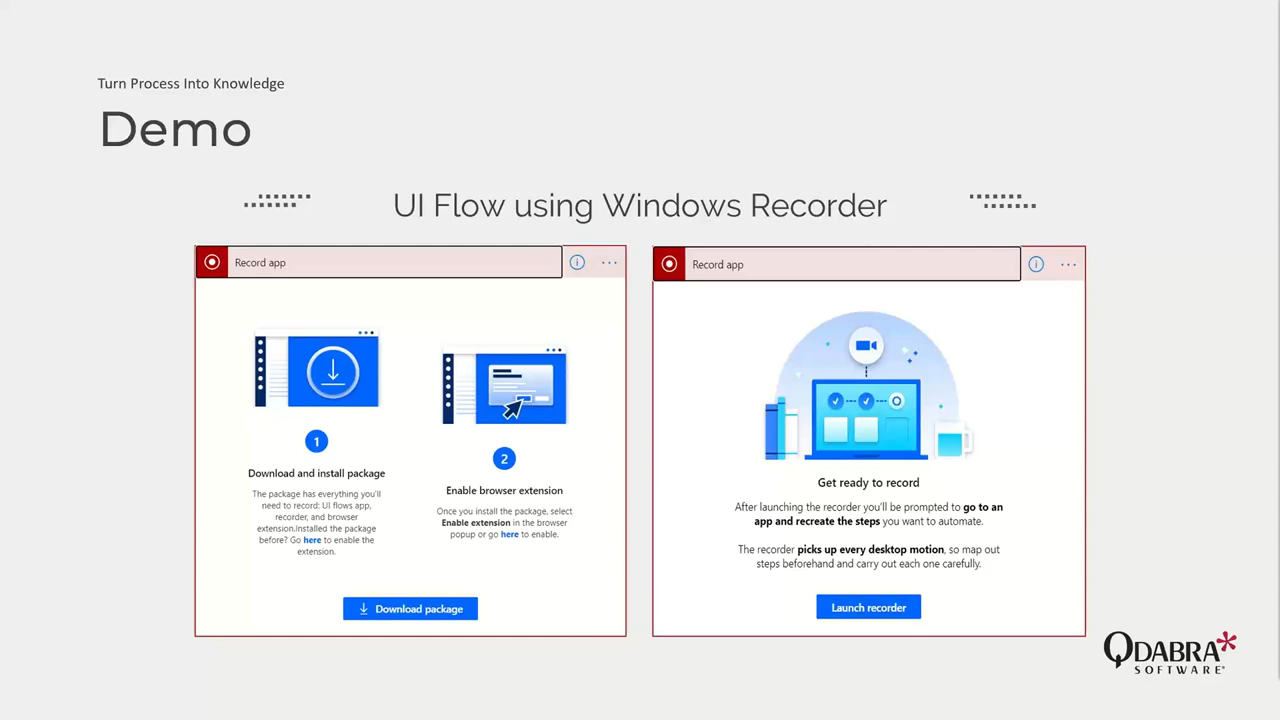 Turn Process Into Knowledge
Demo
UI Flow using Windows Recorder
Record app
1
Download and install package
The package has everything you'll
need to record: UI flows app,
recorder, and browser
extension.Installed the package
before? Go here to enable the
extension.
2
Enable browser extension
Once you install the package, select
Enable extension in the browser
popup or go here to enable.
Download package
Record app
Get ready to record
After launching the recorder you'll be prompted to go to an
app and recreate the steps you want to automate.
The recorder picks up every desktop motion, so map out
steps beforehand and carry out each one carefully.
Launch recorder
QDABRA
SOFTWARE